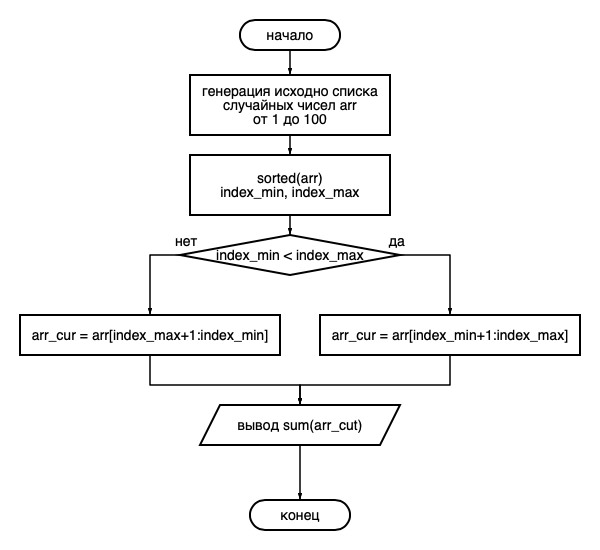 начало
генерация исходно списка
случайных чисел arr
от 1 до 100
sorted(arr)
index_min, index_max
нет
да
index_min < index_max
arr_cur = arr[index_max+1:index_min]
arr_cur = arr[index_min+1:index_max]
вывод sum(arr_cut)
конец